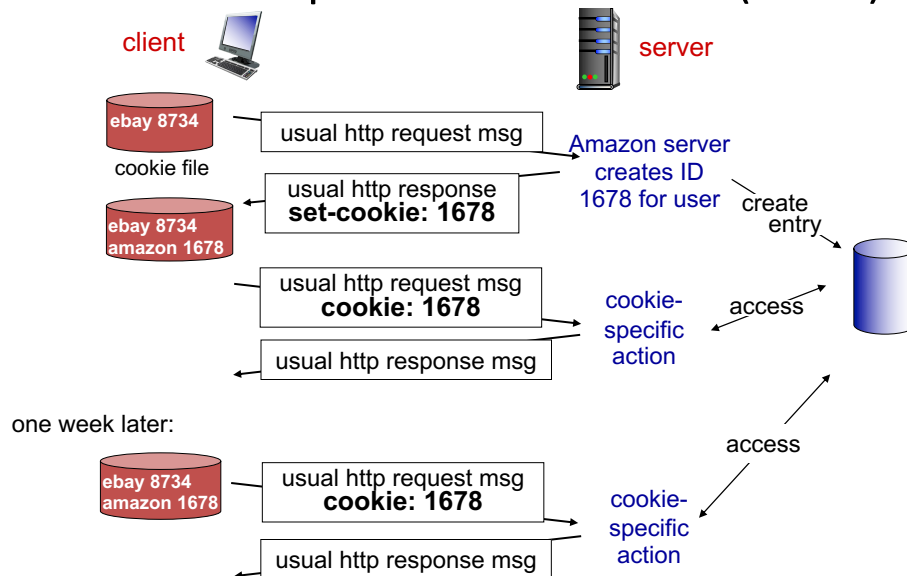 client
server
ebay 8734
cookie file
usual http request msg
Amazon server
creates ID
1678 for user
usual http response
set-cookie: 1678
create
entry
ebay 8734
amazon 1678
usual http request msg
cookie: 1678
cookie-
specific
action
access
usual http response msg
one week later:
access
ebay 8734
amazon 1678
usual http request msg
cookie: 1678
cookie-
specific
action
usual http response msg